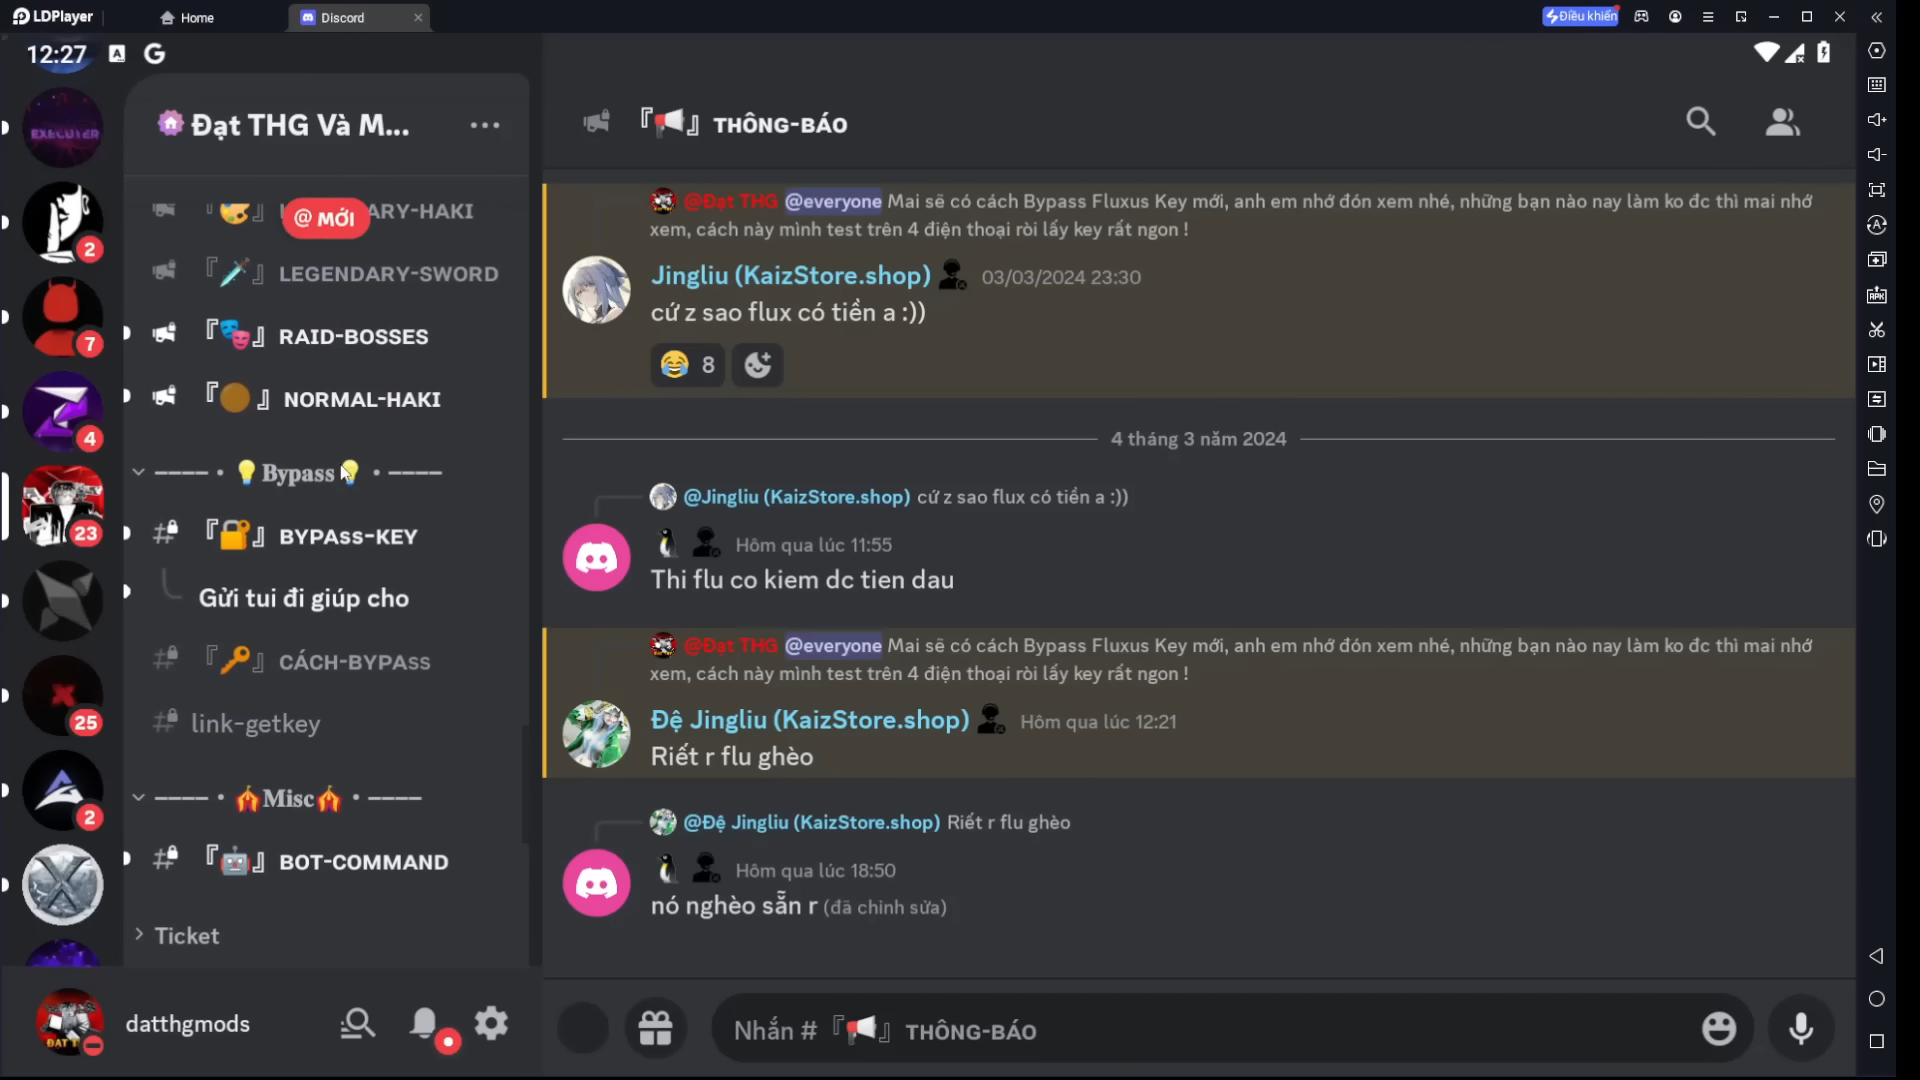 LDPlayer
Home
Discord
Điều khiển
12:27
EXECUTER
2
7
4
23
25
2
Đạt THG Và M...
ARY-HAKI
@ MỚI
『🗡️』 LEGENDARY-SWORD
『🎭』 RAID-BOSSES
『🟤』 NORMAL-HAKI
———— • 💡Bypass💡 • ————
『🔐』 BYPASS-KEY
Gửi tui đi giúp cho
『🔑』 CÁCH-BYPASS
link-getkey
———— • 🎪Misc🎪 • ————
『🤖』 BOT-COMMAND
Ticket
datthgmods
『📢』 THÔNG-BÁO
@Đạt THG @everyone Mai sẽ có cách Bypass Fluxus Key mới, anh em nhớ đón xem nhé, những bạn nào nay làm ko đc thì mai nhớ
xem, cách này mình test trên 4 điện thoại ròi lấy key rất ngon !
Jingliu (KaizStore.shop) 03/03/2024 23:30
cứ z sao flux có tiền a :))
😂 8
4 tháng 3 năm 2024
@Jingliu (KaizStore.shop) cứ z sao flux có tiền a :))
🐧 Hôm qua lúc 11:55
Thi flu co kiem dc tien dau
@Đạt THG @everyone Mai sẽ có cách Bypass Fluxus Key mới, anh em nhớ đón xem nhé, những bạn nào nay làm ko đc thì mai nhớ
xem, cách này mình test trên 4 điện thoại ròi lấy key rất ngon !
Đệ Jingliu (KaizStore.shop) Hôm qua lúc 12:21
Riết r flu ghèo
@Đệ Jingliu (KaizStore.shop) Riết r flu ghèo
🐧 Hôm qua lúc 18:50
nó nghèo sẵn r (đã chỉnh sửa)
Nhắn # 『📢』 THÔNG-BÁO